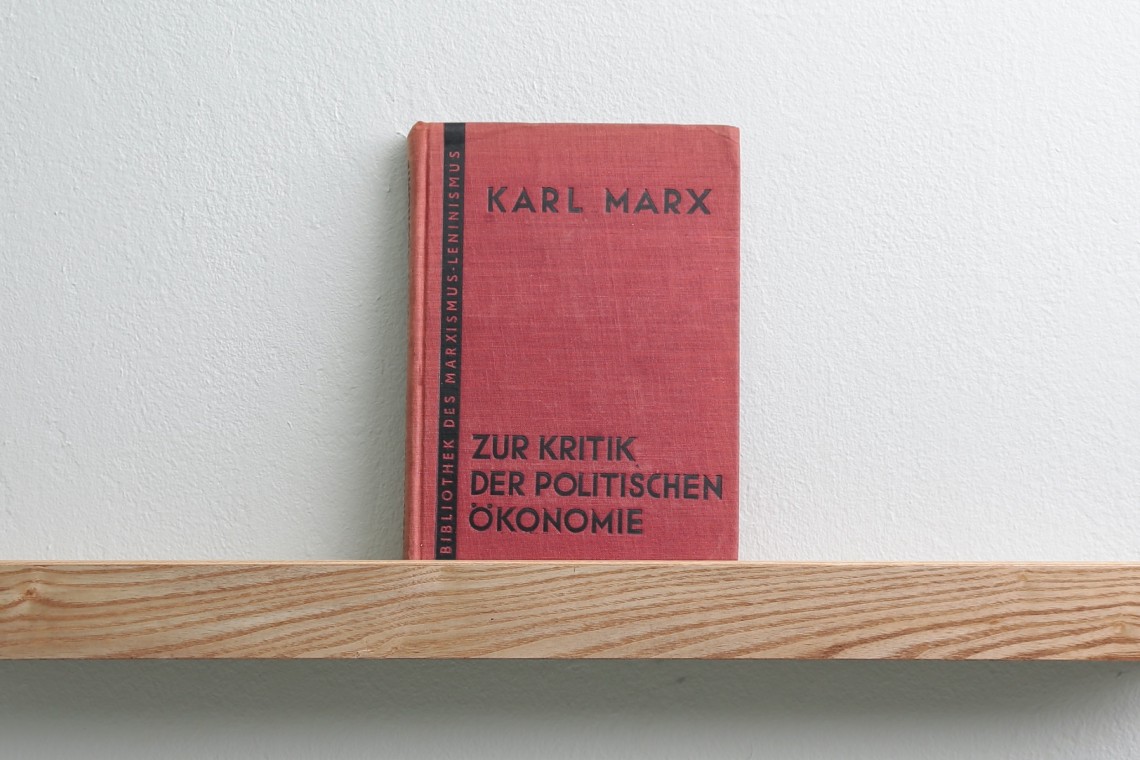 KARL MARX
ZUR KRITIK
DER POLITISCHEN
ÖKONOMIE
BIBLIOTHEK DES MARXISMUS-LENINISMUS